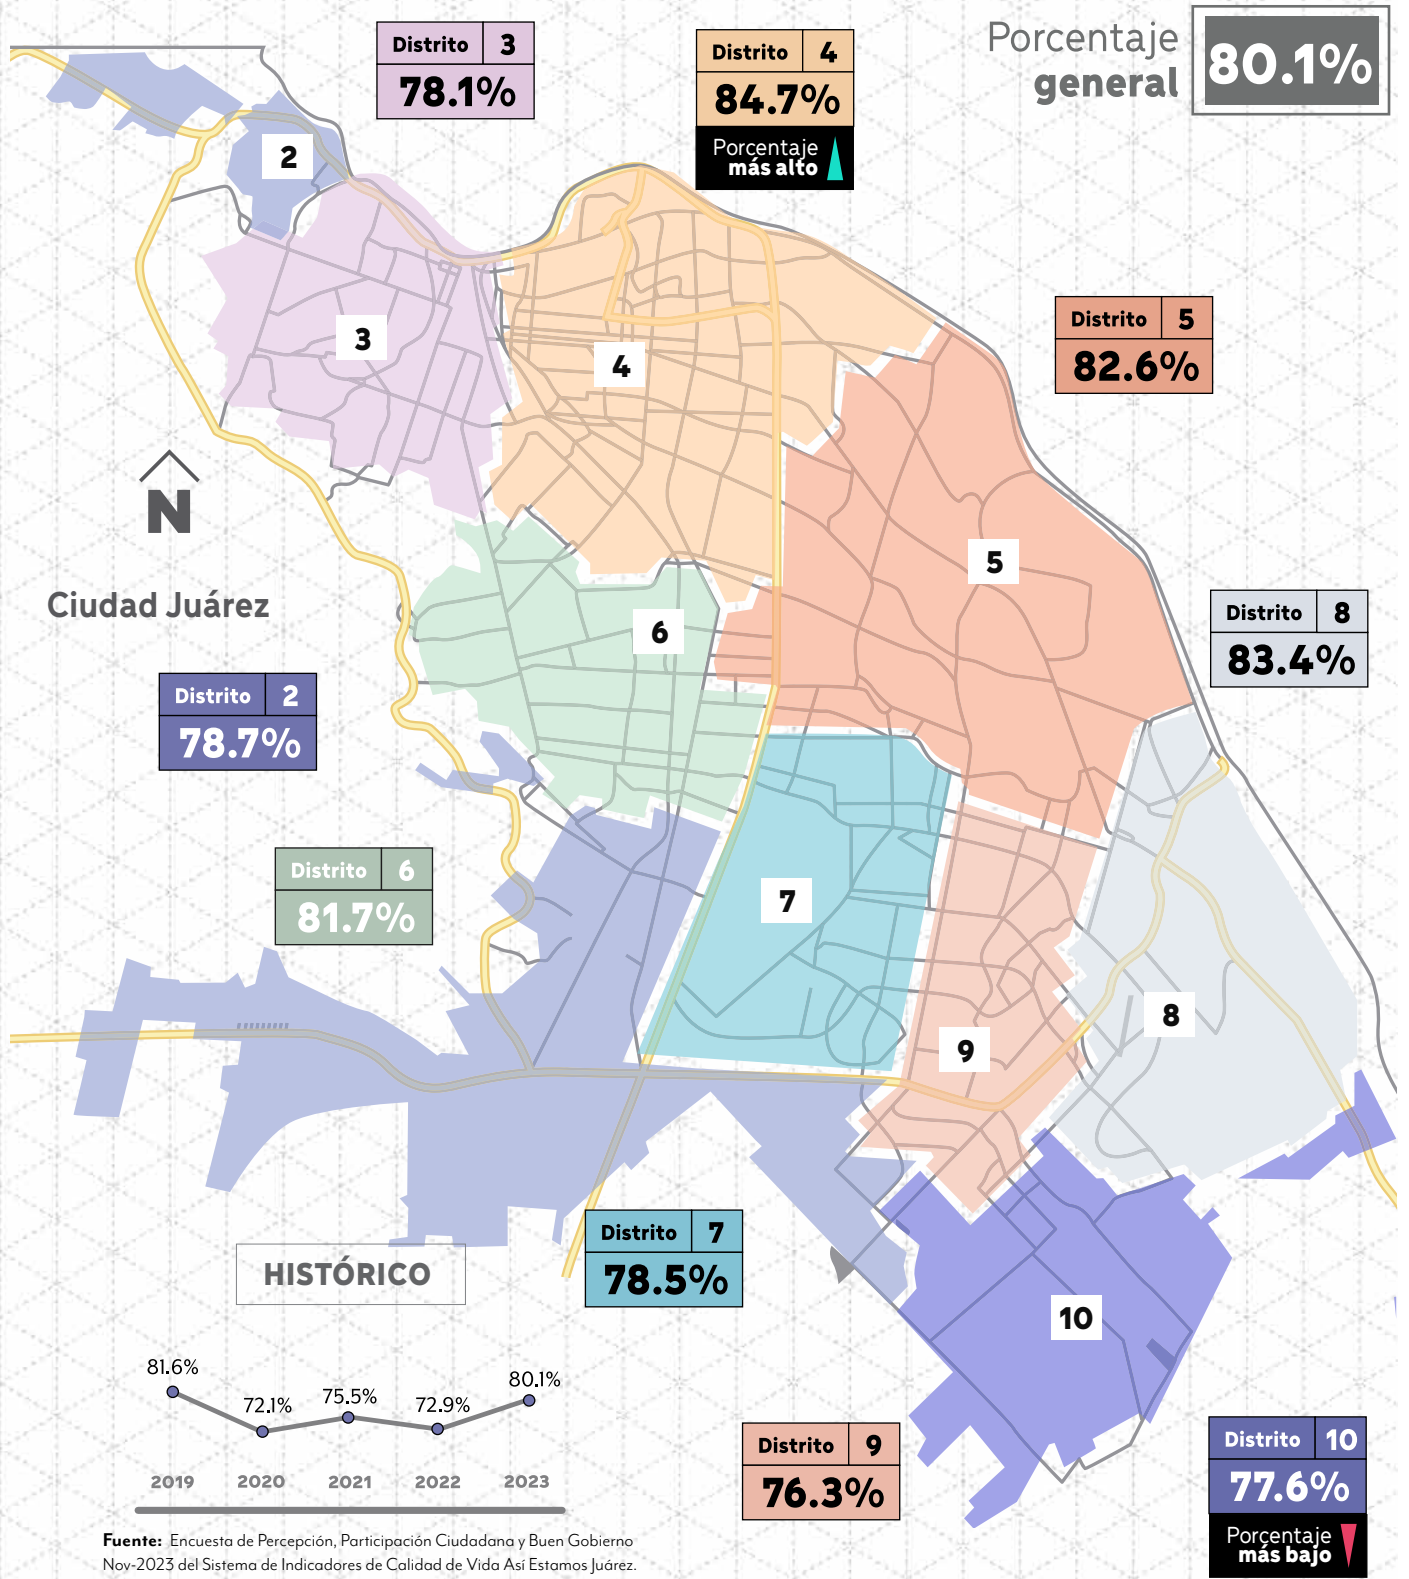 Porcentaje
general
80.1%
Distrito 3
78.1%
Distrito 4
84.7%
Porcentaje
más alto
2
3
4
Distrito 5
82.6%
N
Ciudad Juárez
5
6
Distrito 8
83.4%
Distrito 2
78.7%
Distrito 6
81.7%
7
8
9
Distrito 7
78.5%
10
HISTÓRICO
81.6%
72.1%
75.5%
72.9%
80.1%
2019 2020 2021 2022 2023
Distrito 9
76.3%
Distrito 10
77.6%
Porcentaje
más bajo
Fuente: Encuesta de Percepción, Participación Ciudadana y Buen Gobierno
Nov-2023 del Sistema de Indicadores de Calidad de Vida Así Estamos Juárez.